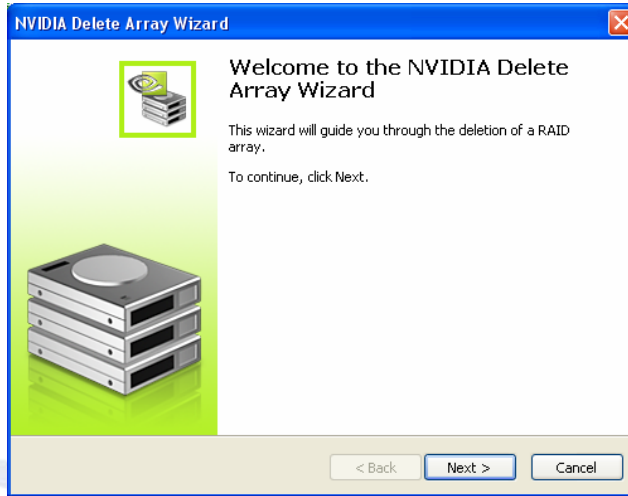 NVIDIA Delete Array Wizard
Welcome to the NVIDIA Delete
Array Wizard
This wizard will guide you through the deletion of a RAID
array.
To continue, click Next.
< Back
Next >
Cancel